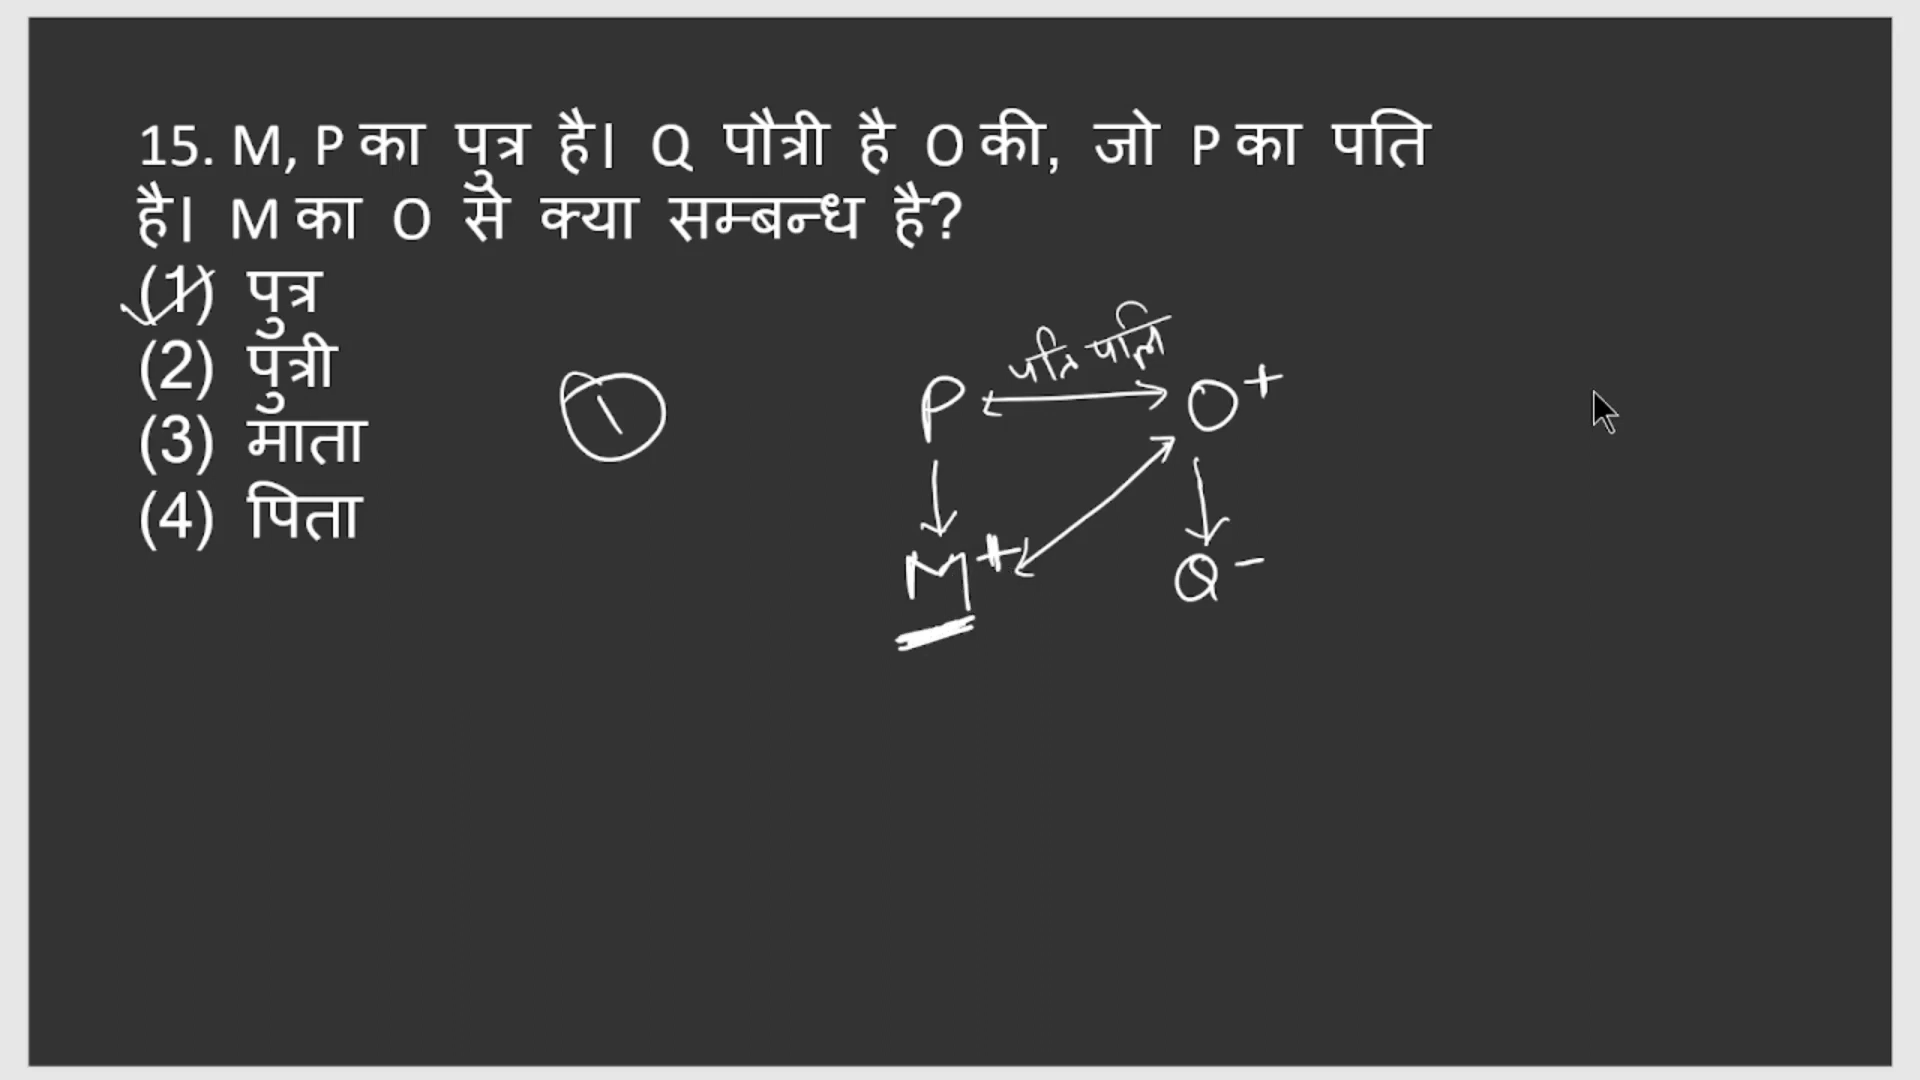 15. M, P का पुत्र है। Q पौत्री है O की, जो P का पति
है। M का O से क्या सम्बन्ध है?
(1) पुत्र
(2) पुत्री
(3) माता
(4) पिता
1
पति पत्नि
P O+
M+ Q-